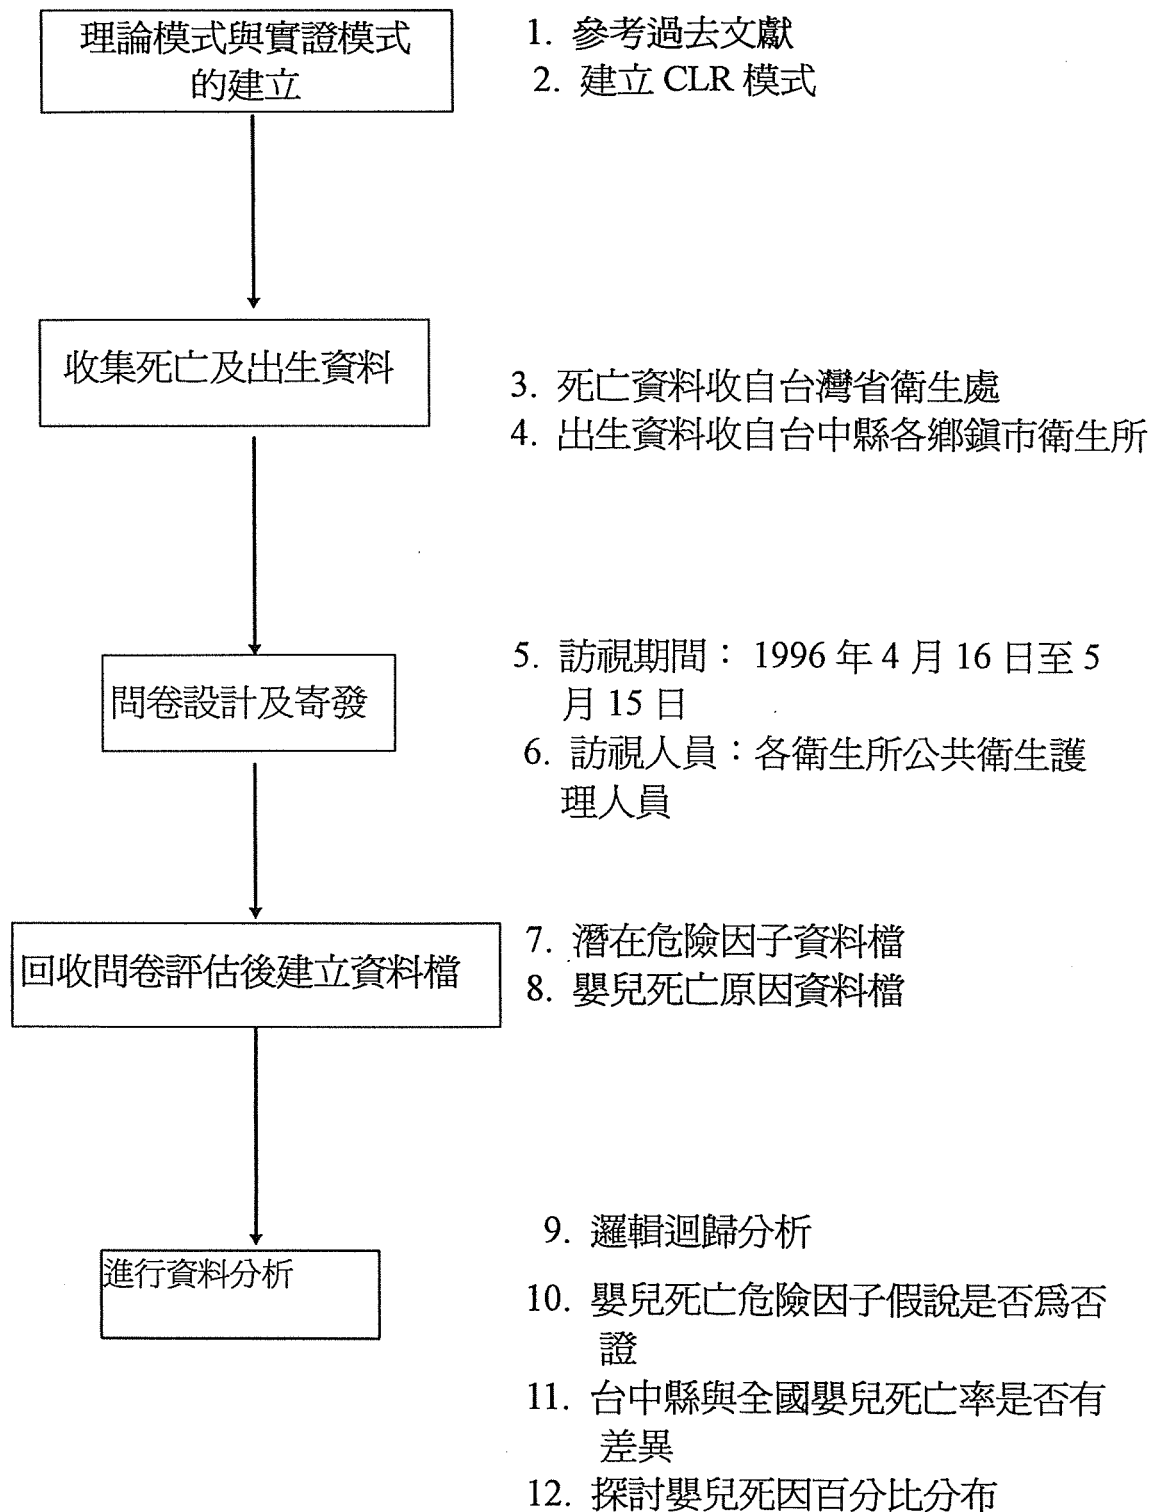 理論模式與實證模式
的建立
1. 參考過去文獻
2. 建立 CLR 模式
收集死亡及出生資料
3. 死亡資料收自台灣省衛生處
4. 出生資料收自台中縣各鄉鎮市衛生所
問卷設計及寄發
5. 訪視期間： 1996 年 4 月 16 日至 5
月 15 日
6. 訪視人員：各衛生所公共衛生護
理人員
回收問卷評估後建立資料檔
7. 潛在危險因子資料檔
8. 嬰兒死亡原因資料檔
進行資料分析
9. 邏輯迴歸分析
10. 嬰兒死亡危險因子假說是否為否
證
11. 台中縣與全國嬰兒死亡率是否有
差異
12. 探討嬰兒死因百分比分布